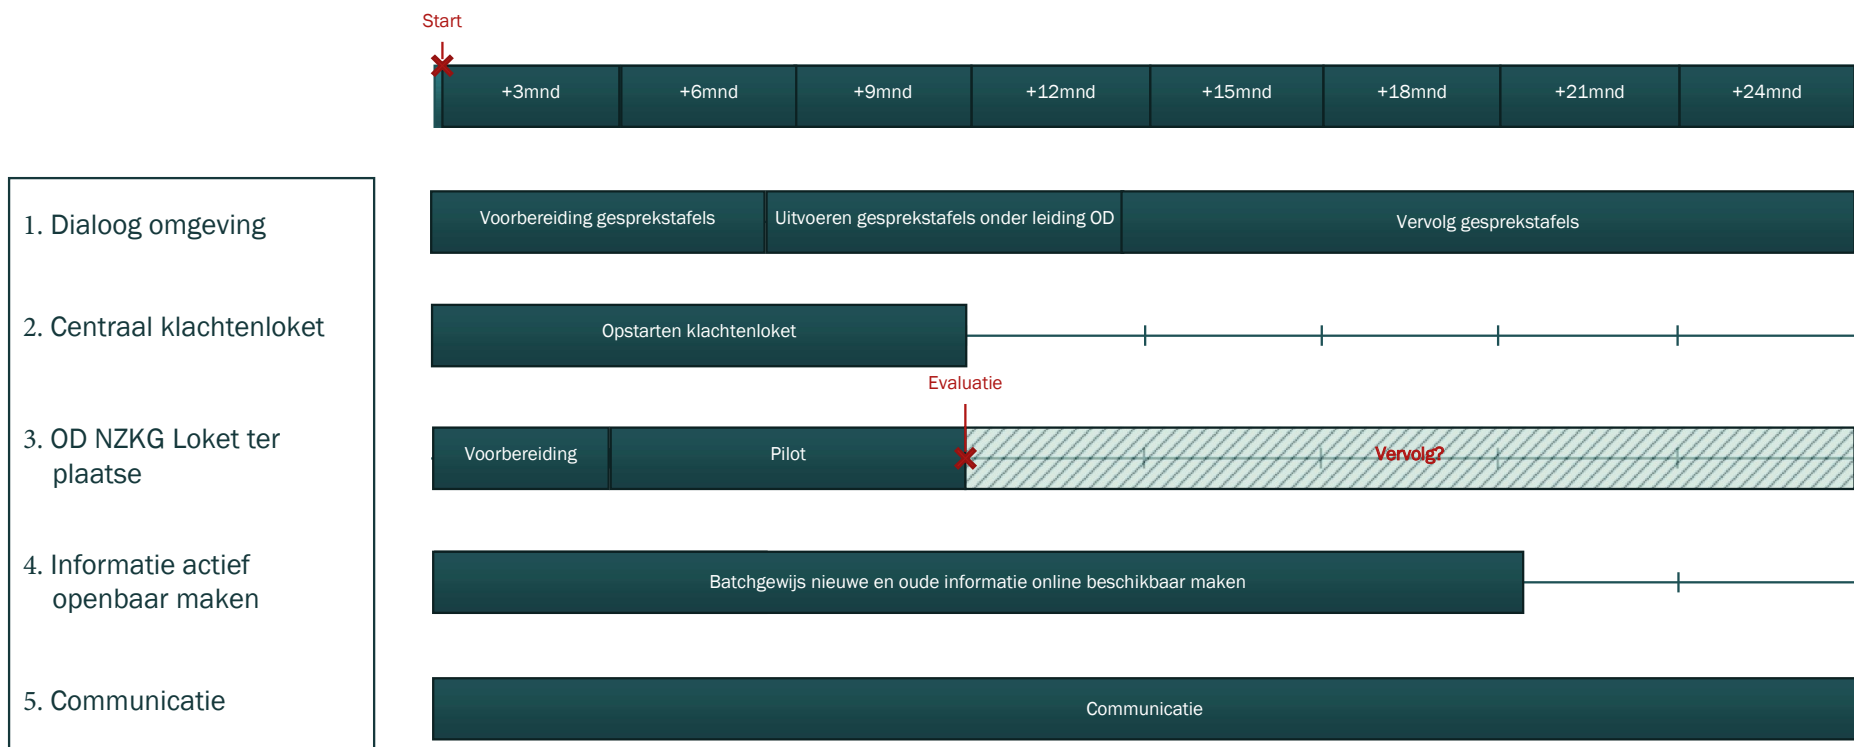 Start
+3mnd +6mnd +9mnd +12mnd +15mnd +18mnd +21mnd +24mnd
1. Dialoog omgeving
Voorbereiding gesprekstafels
Uitvoeren gesprekstafels onder leiding OD
Vervolg gesprekstafels
2. Centraal klachtenloket
Opstarten klachtenloket
Evaluatie
3. OD NZKG Loket ter
plaatse
Voorbereiding
Pilot
Vervolg?
4. Informatie actief
openbaar maken
Batchgewijs nieuwe en oude informatie online beschikbaar maken
5. Communicatie
Communicatie